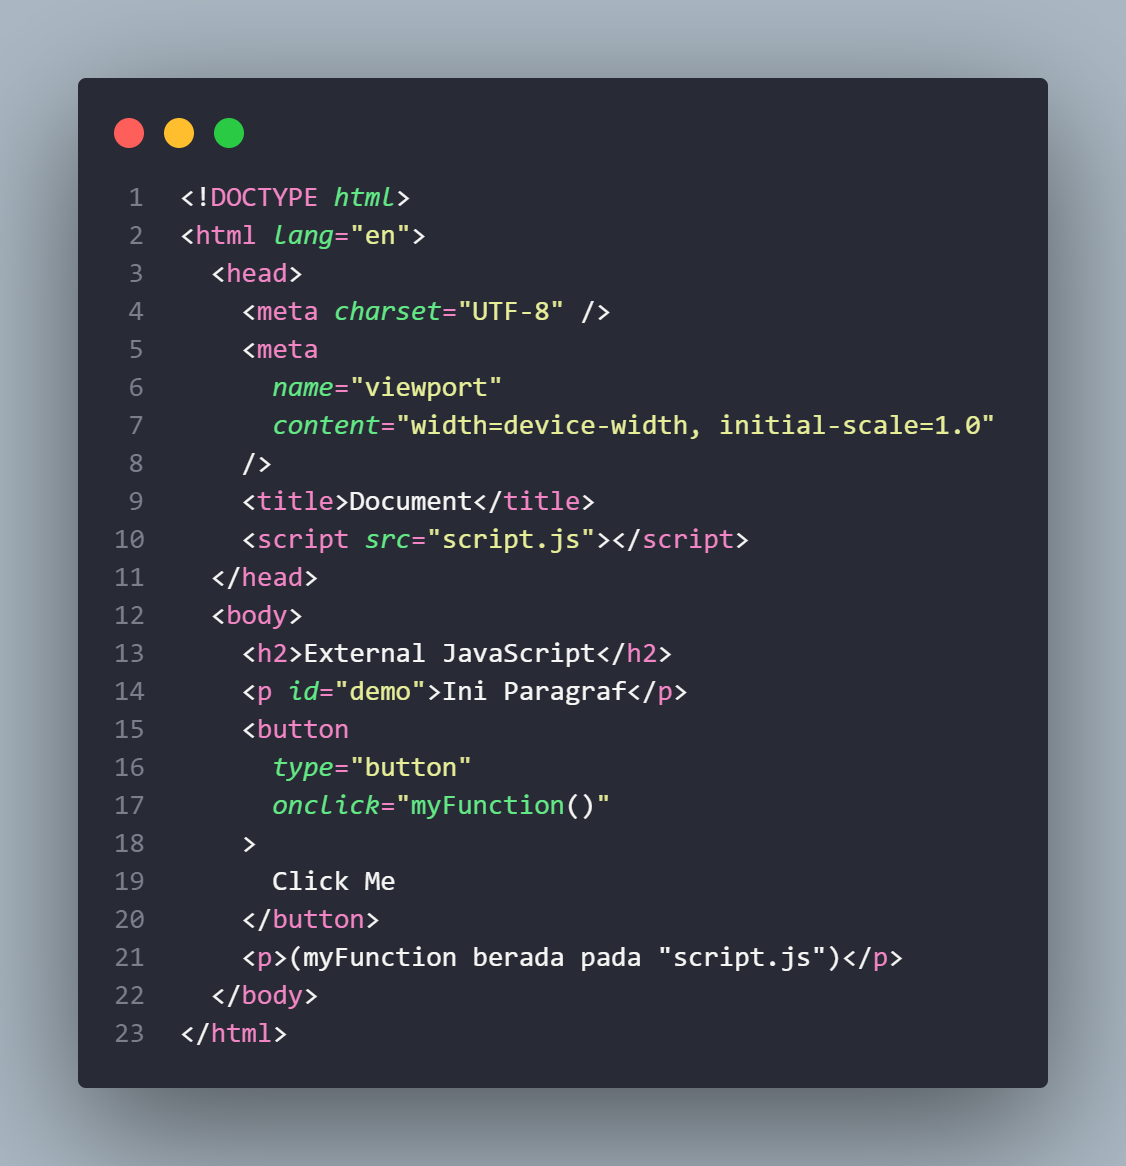 1 <!DOCTYPE html>
2 <html lang="en">
3   <head>
4     <meta charset="UTF-8" />
5     <meta
6       name="viewport"
7       content="width=device-width, initial-scale=1.0"
8     />
9     <title>Document</title>
10     <script src="script.js"></script>
11   </head>
12   <body>
13     <h2>External JavaScript</h2>
14     <p id="demo">Ini Paragraf</p>
15     <button
16       type="button"
17       onclick="myFunction()"
18     >
19       Click Me
20     </button>
21     <p>(myFunction berada pada "script.js")</p>
22   </body>
23 </html>